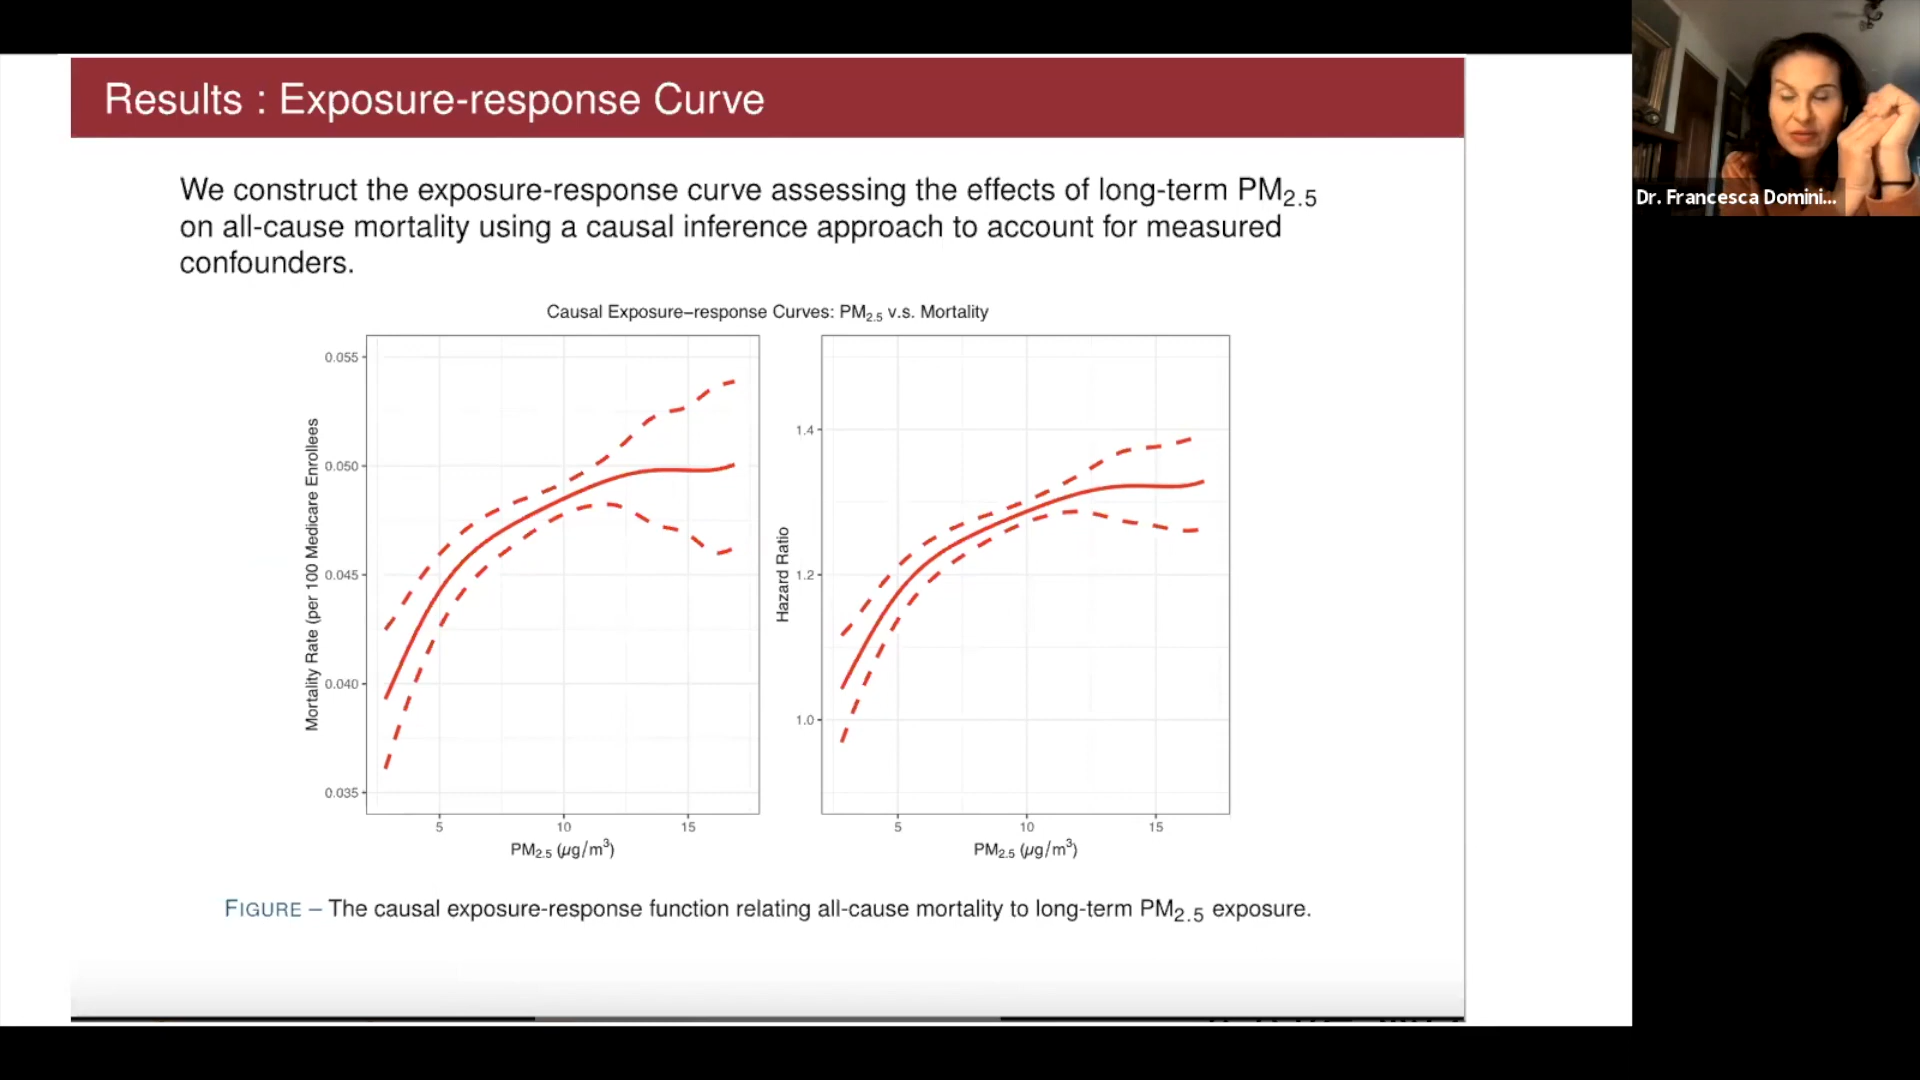 Results : Exposure-response Curve
We construct the exposure-response curve assessing the effects of long-term PM2.5
on all-cause mortality using a causal inference approach to account for measured
confounders.
Causal Exposure–response Curves: PM2.5 v.s. Mortality
Mortality Rate (per 100 Medicare Enrollees
0.055
0.050
0.045
0.040
0.035
5
10
15
PM2.5 (µg/m3)
Hazard Ratio
1.4
1.2
1.0
5
10
15
PM2.5 (µg/m3)
FIGURE – The causal exposure-response function relating all-cause mortality to long-term PM2.5 exposure.
Dr. Francesca Domini...